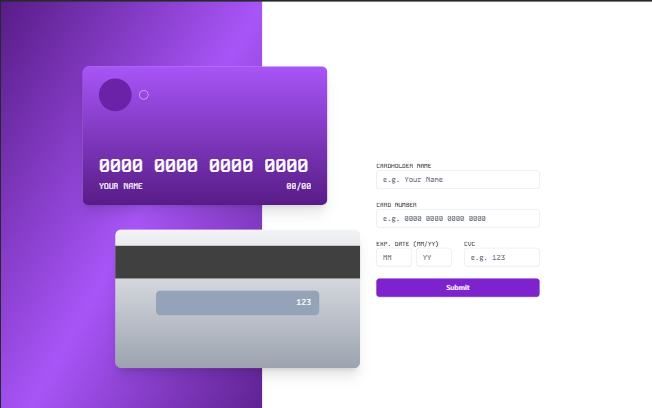 0000 0000 0000 0000
YOUR NAME 00/00
123
CARDHOLDER NAME
e.g. Your Name
CARD NUMBER
e.g. 0000 0000 0000 0000
EXP. DATE (MM/YY) CVC
MM YY e.g. 123
Submit